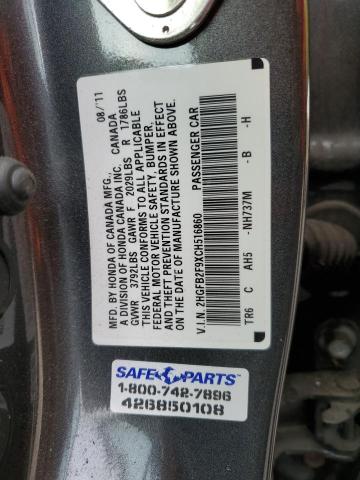 MFD. BY HONDA OF CANADA MFG., 08/11
A DIVISION OF HONDA CANADA INC. CANADA
GVWR 3792LBS GAWR F 2029LBS R 1786LBS
THIS VEHICLE CONFORMS TO ALL APPLICABLE
FEDERAL MOTOR VEHICLE SAFETY, BUMPER,
AND THEFT PREVENTION STANDARDS IN EFFECT
ON THE DATE OF MANUFACTURE SHOWN ABOVE.
V.I.N. 2HGFB2F9XCH516860 PASSENGER CAR
TR6 C AH5 -NH737M -B -H
SAFE PARTS
1-800-742-7896
426850108